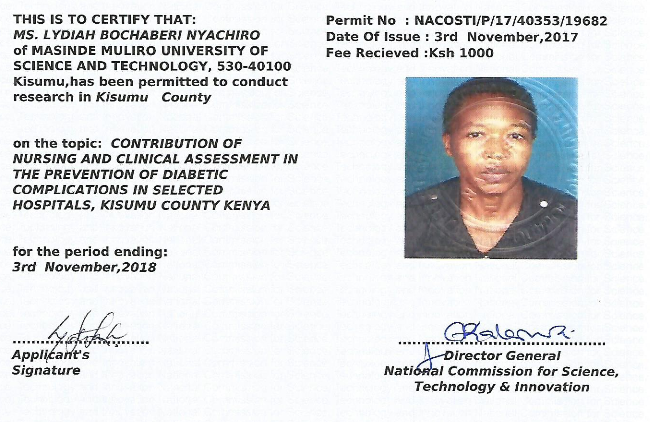 THIS IS TO CERTIFY THAT:
MS. LYDIAH BOCHABERI NYACHIRO
of MASINDE MULIRO UNIVERSITY OF
SCIENCE AND TECHNOLOGY, 530-40100
Kisumu,has been permitted to conduct
research in Kisumu County
on the topic: CONTRIBUTION OF
NURSING AND CLINICAL ASSESSMENT IN
THE PREVENTION OF DIABETIC
COMPLICATIONS IN SELECTED
HOSPITALS, KISUMU COUNTY KENYA
for the period ending:
3rd November,2018
Applicant's
Signature
Permit No : NACOSTI/P/17/40353/19682
Date Of Issue : 3rd November,2017
Fee Recieved :Ksh 1000
Director General
National Commission for Science,
Technology & Innovation